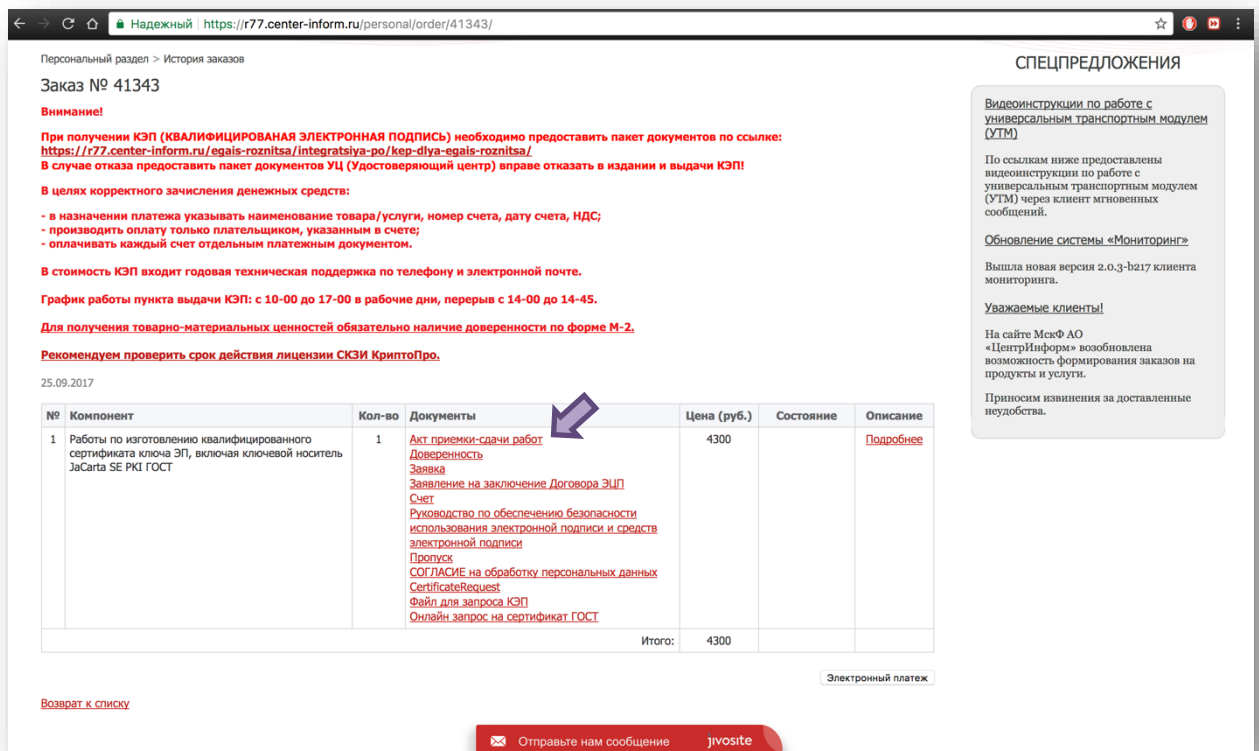 Надежный | https://r77.center-inform.ru/personal/order/41343/
Персональный раздел > История заказов
Заказ № 41343
Внимание!
При получении КЭП (КВАЛИФИЦИРОВАНАЯ ЭЛЕКТРОННАЯ ПОДПИСЬ) необходимо предоставить пакет документов по ссылке:
https://r77.center-inform.ru/egais-roznitsa/integratsiya-po/kep-dlya-egais-roznitsa/
В случае отказа предоставить пакет документов УЦ (Удостоверяющий центр) вправе отказать в издании и выдачи КЭП!
В целях корректного зачисления денежных средств:
- в назначении платежа указывать наименование товара/услуги, номер счета, дату счета, НДС;
- производить оплату только плательщиком, указанным в счете;
- оплачивать каждый счет отдельным платежным документом.
В стоимость КЭП входит годовая техническая поддержка по телефону и электронной почте.
График работы пункта выдачи КЭП: с 10-00 до 17-00 в рабочие дни, перерыв с 14-00 до 14-45.
Для получения товарно-материальных ценностей обязательно наличие доверенности по форме М-2.
Рекомендуем проверить срок действия лицензии СКЗИ КриптоПро.
25.09.2017
№ Компонент Кол-во Документы Цена (руб.) Состояние Описание
1 Работы по изготовлению квалифицированного 1 Акт приемки-сдачи работ 4300 Подробнее
сертификата ключа ЭП, включая ключевой носитель Доверенность
JaCarta SE PKI ГОСТ Заявка
Заявление на заключение Договора ЭЦП
Счет
Руководство по обеспечению безопасности
использования электронной подписи и средств
электронной подписи
Пропуск
СОГЛАСИЕ на обработку персональных данных
CertificateRequest
Файл для запроса КЭП
Онлайн запрос на сертификат ГОСТ
Итого: 4300
Электронный платеж
Возврат к списку
Отправьте нам сообщение jivosite
СПЕЦПРЕДЛОЖЕНИЯ
Видеоинструкции по работе с
универсальным транспортным модулем
(УТМ)
По ссылкам ниже предоставлены
видеоинструкции по работе с
универсальным транспортным модулем
(УТМ) через клиент мгновенных
сообщений.
Обновление системы «Мониторинг»
Вышла новая версия 2.0.3-b217 клиента
мониторинга.
Уважаемые клиенты!
На сайте МскФ АО
«ЦентрИнформ» возобновлена
возможность формирования заказов на
продукты и услуги.
Приносим извинения за доставленные
неудобства.